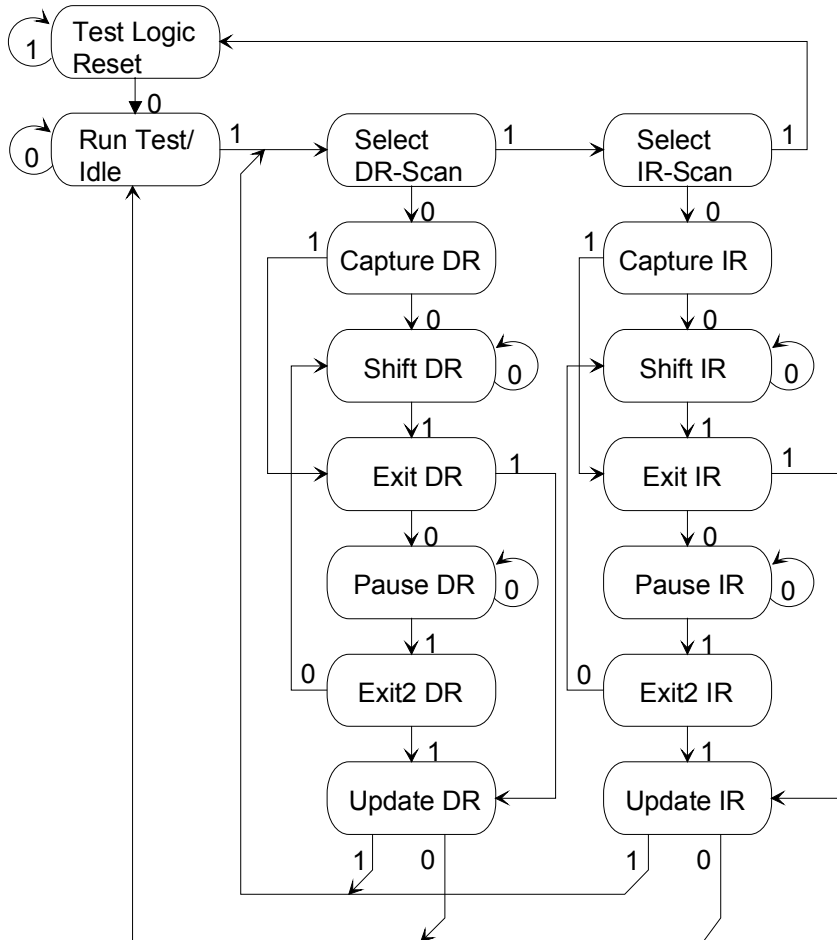 Test Logic
Reset
1
0
Run Test/
Idle
0
1
Select
DR-Scan
1
Select
IR-Scan
1
0
0
1
Capture DR
1
Capture IR
0
0
Shift DR
0
Shift IR
0
1
1
Exit DR
1
Exit IR
1
0
0
Pause DR
0
Pause IR
0
1
1
0
Exit2 DR
0
Exit2 IR
1
1
Update DR
Update IR
1
0
1
0